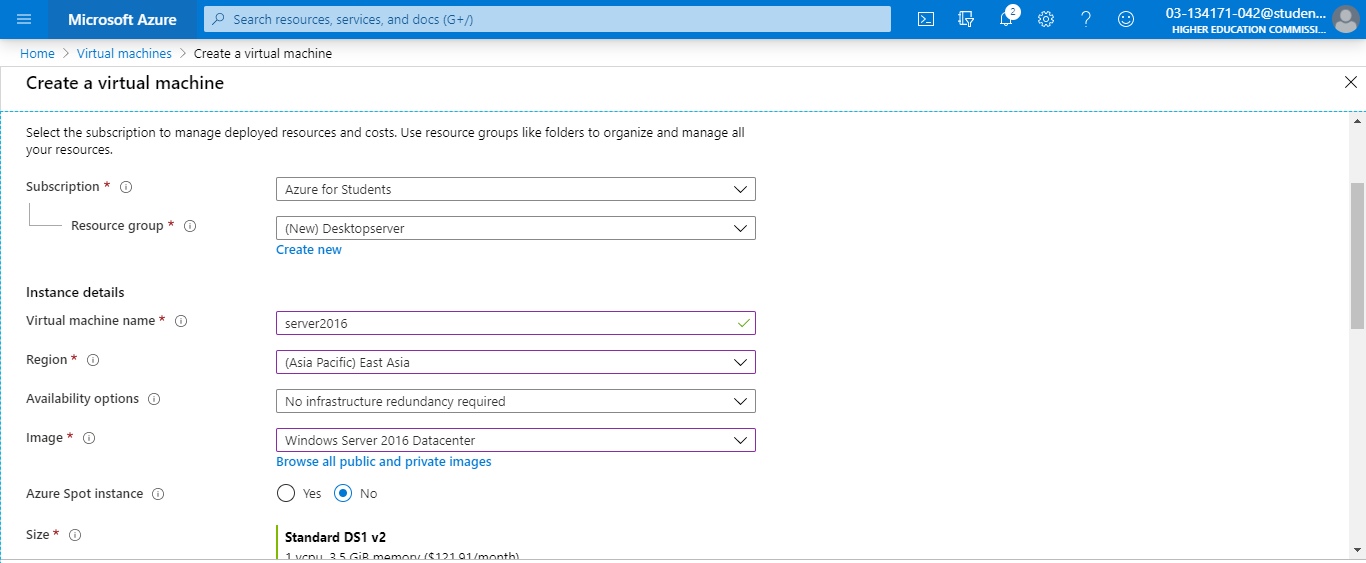 Microsoft Azure
Search resources, services, and docs (G+/)
2
03-134171-042@studen...
HIGHER EDUCATION COMMISSI...
Home > Virtual machines > Create a virtual machine
Create a virtual machine
Select the subscription to manage deployed resources and costs. Use resource groups like folders to organize and manage all
your resources.
Subscription *
Azure for Students
Resource group *
(New) Desktopserver
Create new
Instance details
Virtual machine name *
server2016
Region *
(Asia Pacific) East Asia
Availability options
No infrastructure redundancy required
Image *
Windows Server 2016 Datacenter
Browse all public and private images
Azure Spot instance
Yes No
Size *
Standard DS1 v2
1 vcpu, 3.5 GiB memory ($121.91/month)